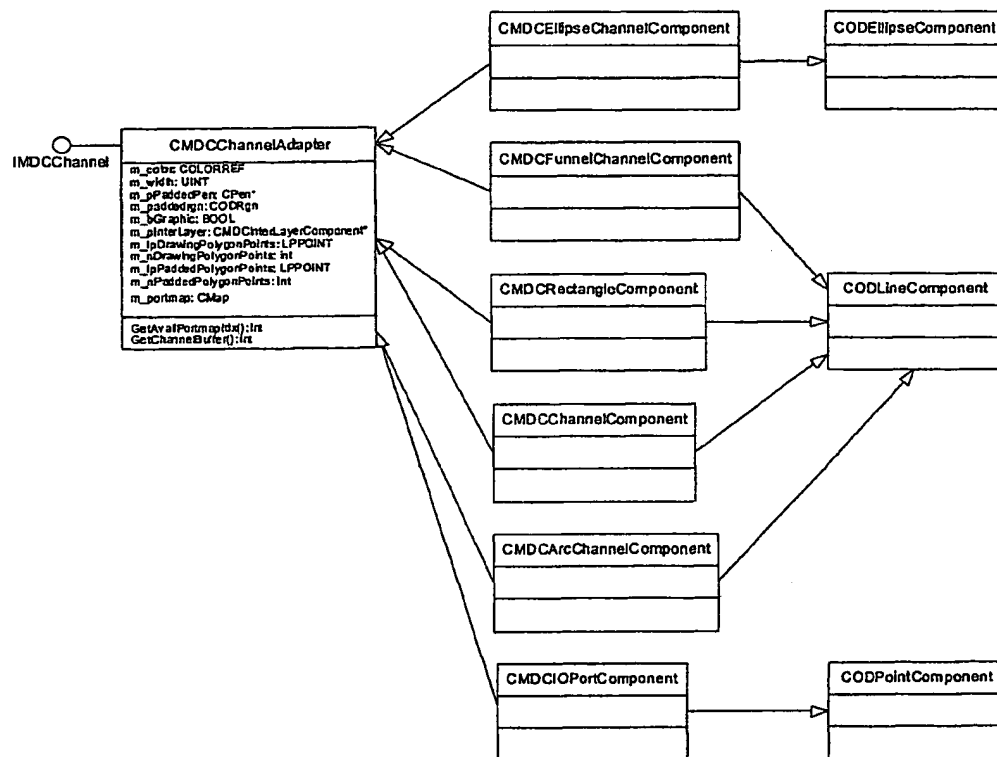 IMDCChannel
CMDCChannelAdapter
m_color: COLORREF
m_width: UINT
m_pPaddedPen: CPen*
m_paddedrgn: CODRgn
m_bGraphic: BOOL
m_pInterLayer: CMDCInterLayerComponent*
m_lpDrawingPolygonPoints: LPPOINT
m_nDrawingPolygonPoints: int
m_lpPaddedPolygonPoints: LPPOINT
m_nPaddedPolygonPoints: int
m_portmap: CMap
GetAvailPortmapIdx():int
GetChannelBuffer():int
CMDCEllipseChannelComponent
CODEllipseComponent
CMDCFunnelChannelComponent
CMDCRectangleComponent
CODLineComponent
CMDCChannelComponent
CMDCArcChannelComponent
CMDCIOPortComponent
CODPointComponent